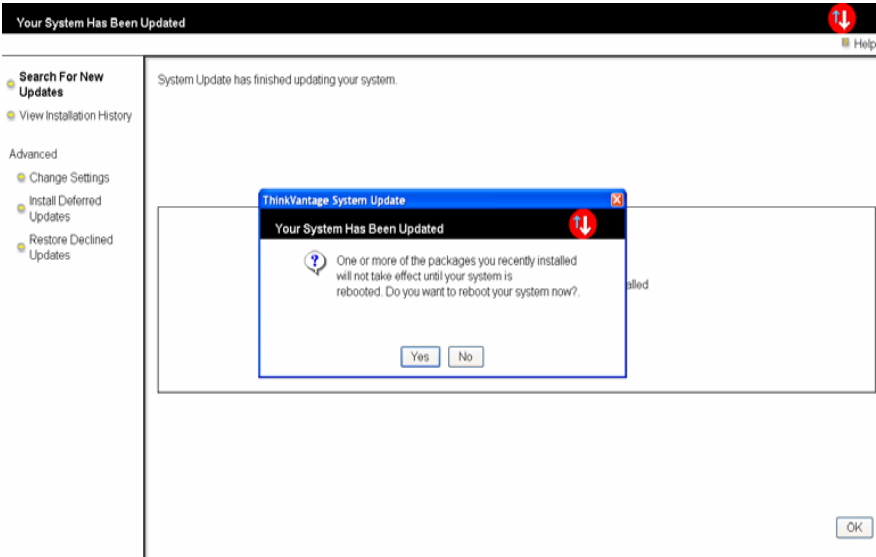 Your System Has Been Updated
Help
Search For New
Updates
View Installation History
Advanced
Change Settings
Install Deferred
Updates
Restore Declined
Updates
System Update has finished updating your system.
ThinkVantage System Update
Your System Has Been Updated
One or more of the packages you recently installed
will not take effect until your system is
rebooted. Do you want to reboot your system now?.
Yes No
alled
OK